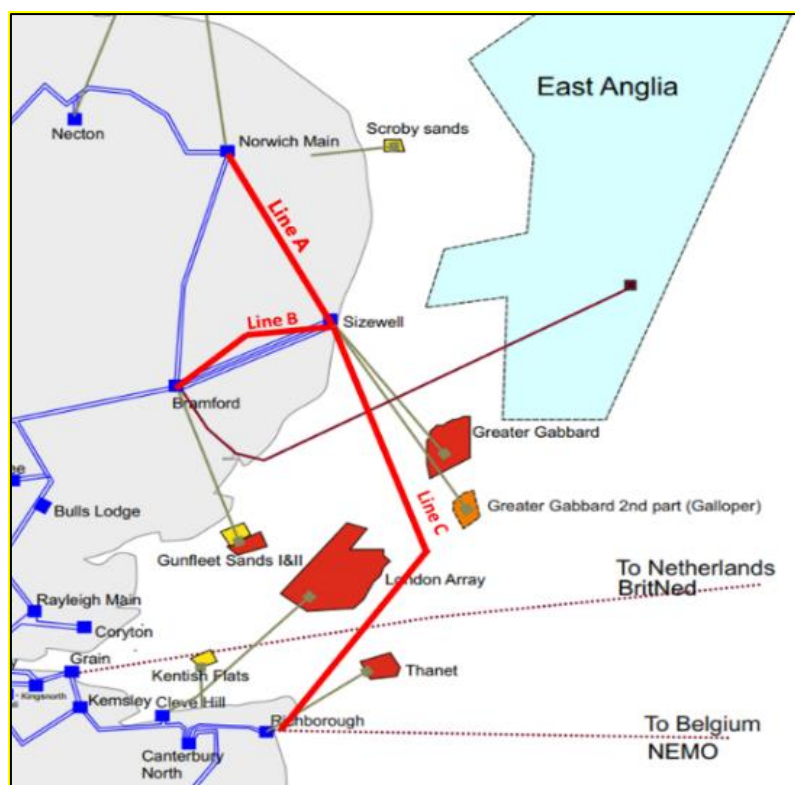 East Anglia
Scroby sands
Necton
Norwich Main
Line A
Line B
Sizewell
Bramford
Greater Gabbard
Line C
Greater Gabbard 2nd part (Galloper)
Bulls Lodge
Gunfleet Sands I&II
London Array
To Netherlands
BritNed
Rayleigh Main
Coryton
Grain
Kentish Flats
Thanet
Kingsnorth
Kemsley
Cleve Hill
Richborough
To Belgium
NEMO
Canterbury
North